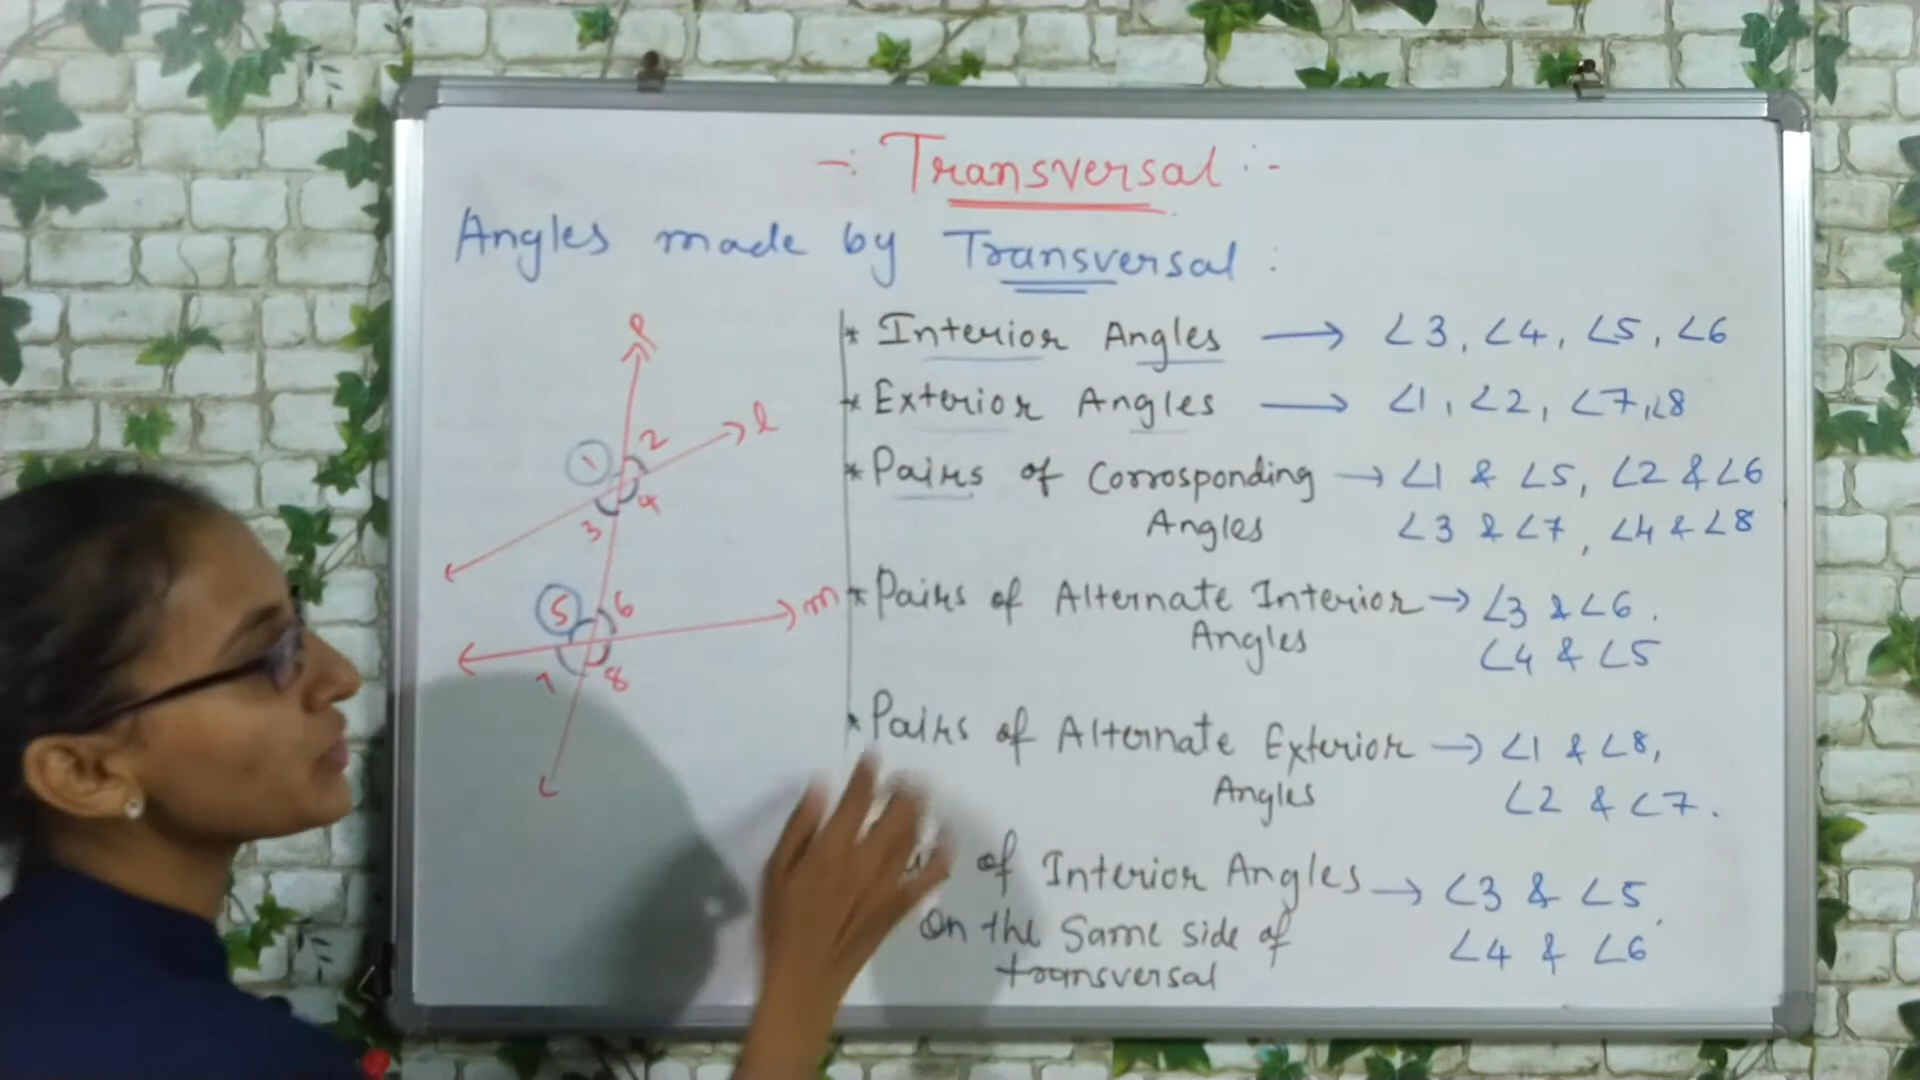 -: Transversal :-
Angles made by Transversal :
p
l
1 2
3 4
5 6
m
7 8
* Interior Angles → ∠3, ∠4, ∠5, ∠6
* Exterior Angles → ∠1, ∠2, ∠7, ∠8
* Pairs of Corrosponding → ∠1 & ∠5, ∠2 & ∠6
Angles ∠3 & ∠7, ∠4 & ∠8
* Pairs of Alternate Interior → ∠3 & ∠6.
Angles ∠4 & ∠5
* Pairs of Alternate Exterior → ∠1 & ∠8,
Angles ∠2 & ∠7.
of Interior Angles → ∠3 & ∠5,
on the same side of ∠4 & ∠6
transversal